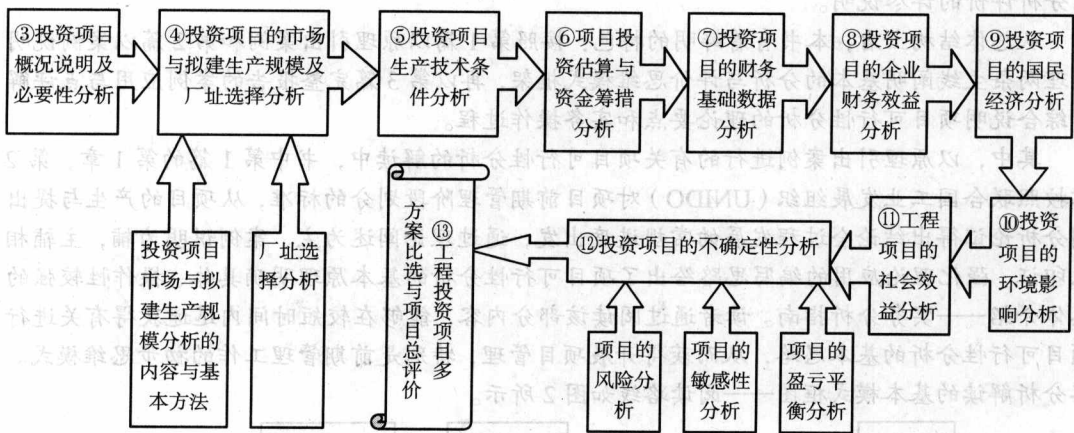 ③投资项目
概况说明及
必要性分析
④投资项目的市场
与拟建生产规模及
厂址选择分析
⑤投资项目
生产技术条
件分析
⑥项目投
资估算与
资金筹措
分析
⑦投资项
目的财务
基础数据
分析
⑧投资项
目的企业
财务效益
分析
⑨投资项
目的国民
经济分析
⑩投资
项目的
环境影
响分析
⑪工程
项目的
社会效
益分析
⑫投资项目的不确定性分析
项目的
风险分
析
项目的
敏感性
分析
项目的
盈亏平
衡分析
⑬工程投资项目多
方案比选与项目总评价
投资项目
市场与拟
建生产规
模分析的
内容与基
本方法
厂址选
择分析